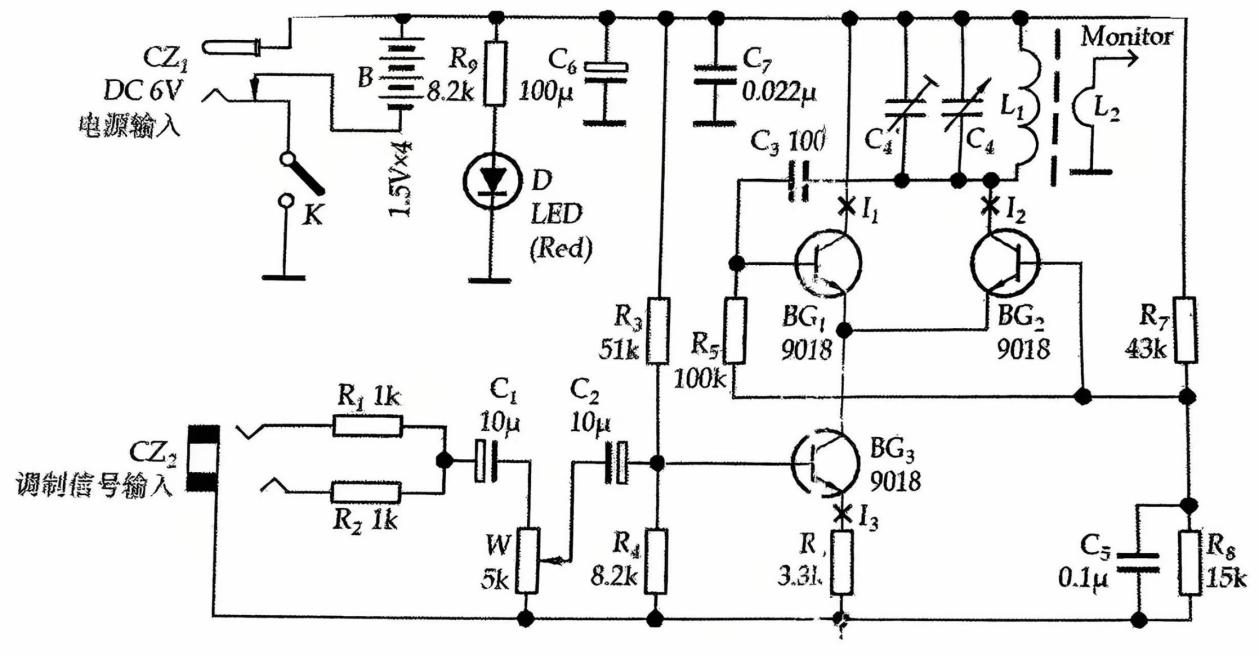 CZ₁
DC 6V
电源输入
K
B
1.5V×4
R₉
8.2k
D
LED
(Red)
C₆
100μ
C₇
0.022μ
C₃ 100
C₄'
C₄
L₁
L₂
Monitor
I₁
I₂
BG₁
9018
BG₂
9018
R₃
51k
R₅
100k
R₇
43k
CZ₂
调制信号输入
R₁ 1k
R₂ 1k
C₁
10μ
C₂
10μ
W
5k
R₄
8.2k
BG₃
9018
I₃
R
3.3k
C₅
0.1μ
R₈
15k